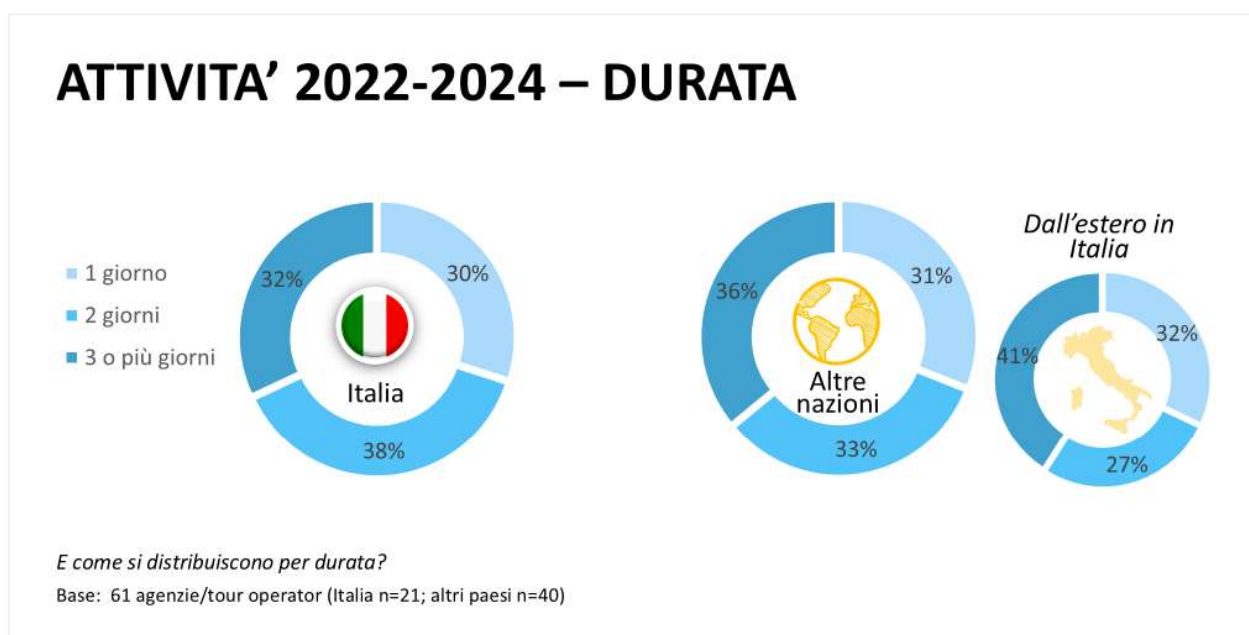 ATTIVITA’ 2022-2024 – DURATA
1 giorno
2 giorni
3 o più giorni
32%
30%
38%
Italia
36%
31%
33%
Altre
nazioni
Dall’estero in
Italia
41%
32%
27%
E come si distribuiscono per durata?
Base: 61 agenzie/tour operator (Italia n=21; altri paesi n=40)